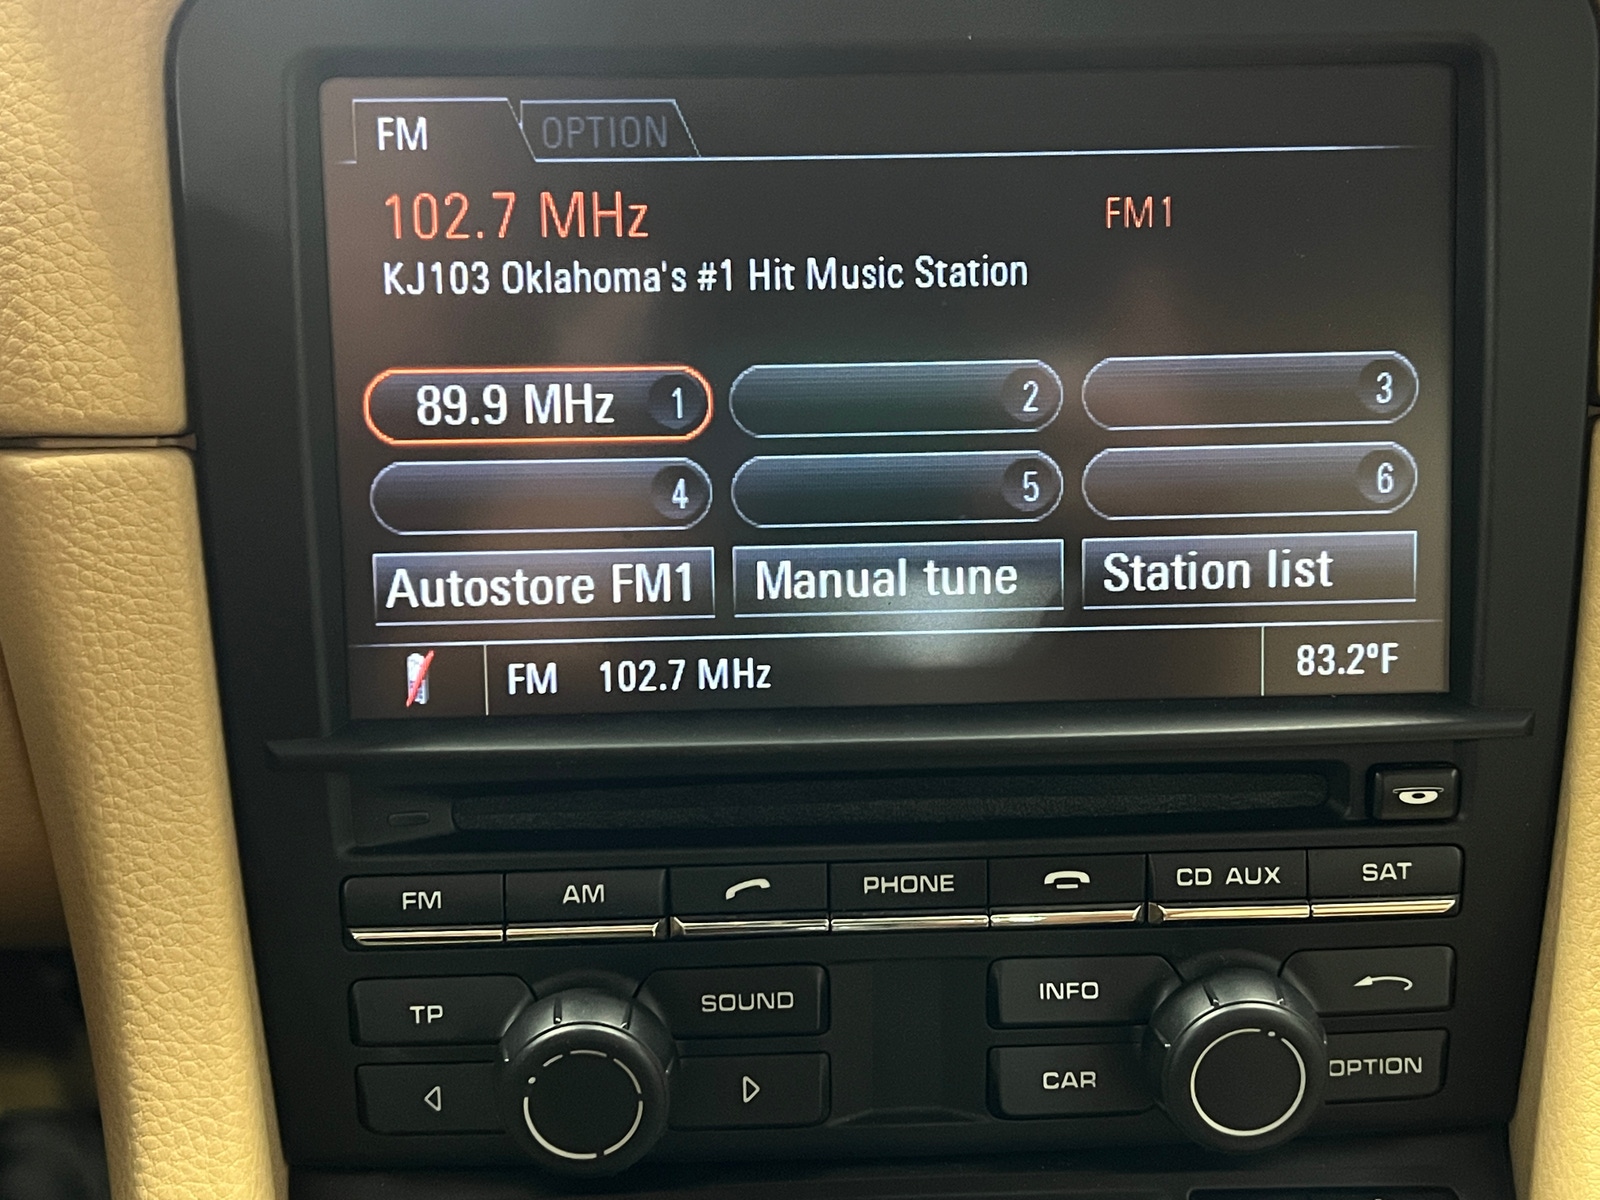 FM OPTION
102.7 MHz FM1
KJ103 Oklahoma's #1 Hit Music Station
89.9 MHz 1 2 3
4 5 6
Autostore FM1 Manual tune Station list
FM 102.7 MHz 83.2°F
FM AM PHONE CD AUX SAT
TP SOUND INFO
CAR OPTION